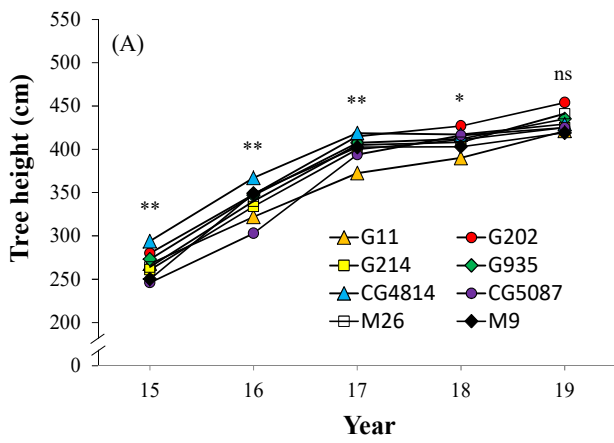 (A)
Tree height (cm)
550
500
450
400
350
300
250
200
0
**
**
**
*
ns
G11 G202
G214 G935
CG4814 CG5087
M26 M9
15 16 17 18 19
Year